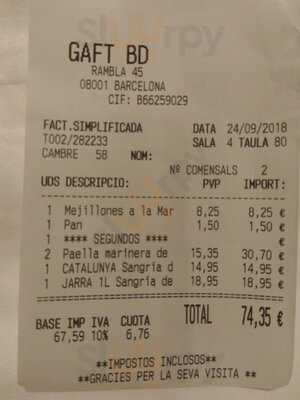 GAFT BD
RAMBLA 45
08001 BARCELONA
CIF: B66259029
FACT.SIMPLIFICADA DATA 24/09/2018
T002/282233 SALA 4 TAULA 80
CAMBRE 58 NOM:
Nº COMENSALS 2
UDS DESCRIPCIO: PVP IMPORT:
1 Mejillones a la Mar 8,25 8,25 €
1 Pan 1,50 1,50 €
1 **** SEGUNDOS **** €
2 Paella marinera de 15,35 30,70 €
1 CATALUNYA Sangria d 14,95 14,95 €
1 JARRA 1L Sangria de 18,95 18,95 €
BASE IMP IVA CUOTA TOTAL 74,35 €
67,59 10% 6,76
**IMPOSTOS INCLOSOS**
**GRACIES PER LA SEVA VISITA **